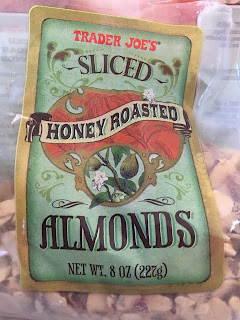 TRADER JOE'S®
SLICED
HONEY ROASTED
ALMONDS
NET WT. 8 OZ (227g)